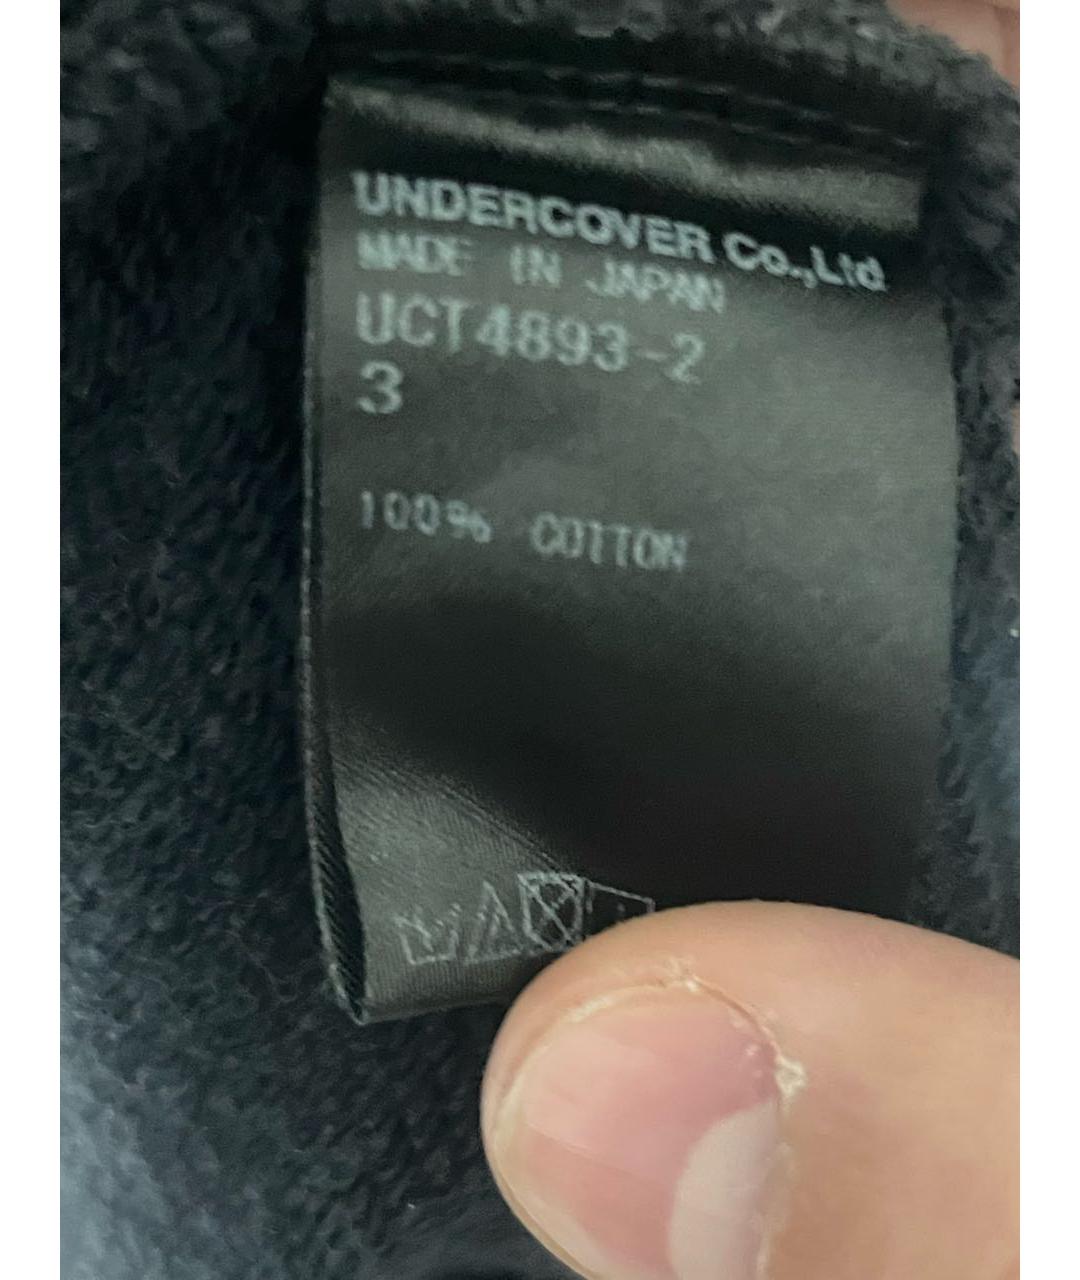 UNDERCOVER Co.,Ltd
MADE IN JAPAN
UCT4893-2
3
100% COTTON